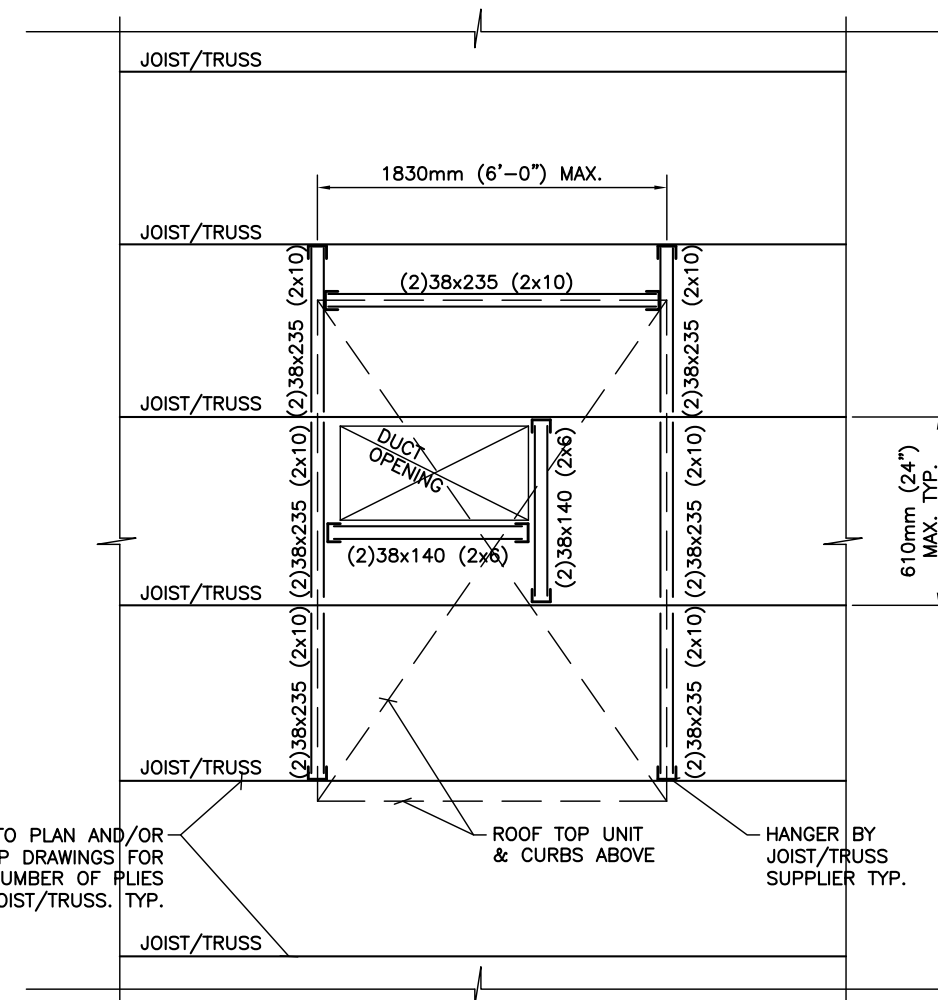 JOIST/TRUSS
1830mm (6'-0") MAX.
JOIST/TRUSS
(2)38x235 (2x10)
(2)38x235 (2x10)
(2)38x235 (2x10)
JOIST/TRUSS
DUCT
OPENING
(2)38x235 (2x10)
(2)38x140 (2x6)
(2)38x140 (2x6)
(2)38x235 (2x10)
610mm (24")
MAX. TYP.
JOIST/TRUSS
(2)38x235 (2x10)
(2)38x235 (2x10)
JOIST/TRUSS
TO PLAN AND/OR
P DRAWINGS FOR
UMBER OF PLIES
OIST/TRUSS. TYP.
ROOF TOP UNIT
& CURBS ABOVE
HANGER BY
JOIST/TRUSS
SUPPLIER TYP.
JOIST/TRUSS